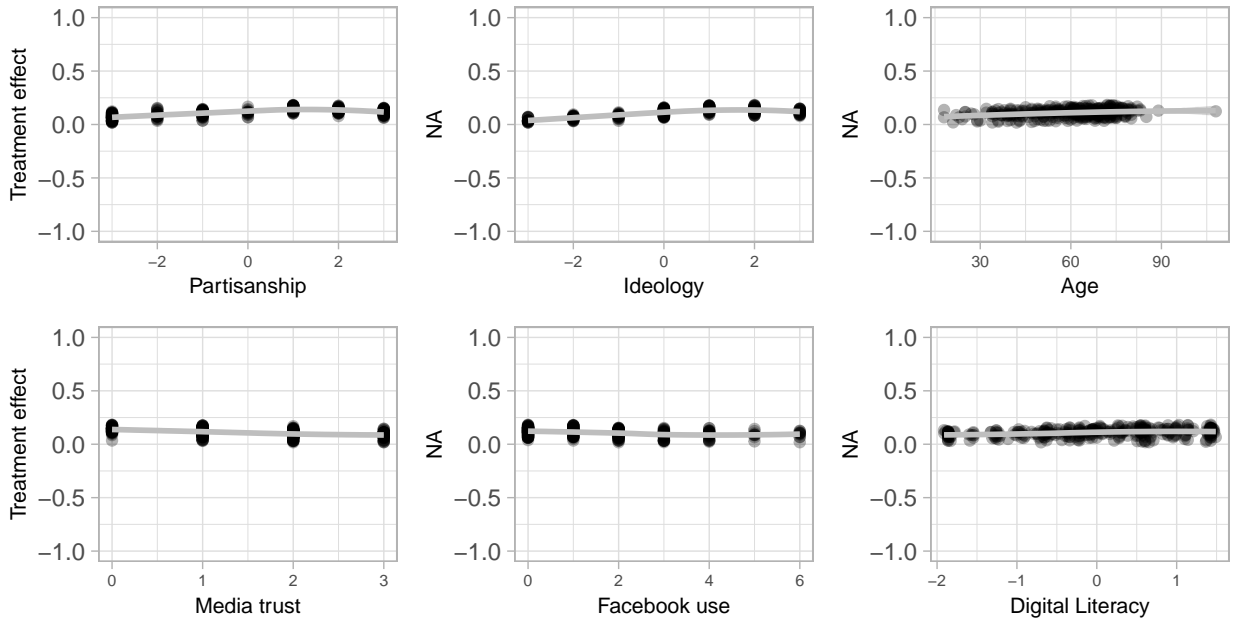 1.0
0.5
0.0
−0.5
−1.0
Treatment effect
−2 0 2
Partisanship
1.0
0.5
0.0
−0.5
−1.0
NA
−2 0 2
Ideology
1.0
0.5
0.0
−0.5
−1.0
NA
30 60 90
Age
1.0
0.5
0.0
−0.5
−1.0
Treatment effect
0 1 2 3
Media trust
1.0
0.5
0.0
−0.5
−1.0
NA
0 2 4 6
Facebook use
1.0
0.5
0.0
−0.5
−1.0
NA
−2 −1 0 1
Digital Literacy